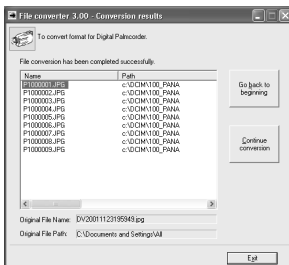 File converter 3.00 - Conversion results
To convert format for Digital Palmcorder.
File conversion has been completed successfully.
Name Path
P1000001.JPG c:\DCIM\100_PANA
P1000002.JPG c:\DCIM\100_PANA
P1000003.JPG c:\DCIM\100_PANA
P1000004.JPG c:\DCIM\100_PANA
P1000005.JPG c:\DCIM\100_PANA
P1000006.JPG c:\DCIM\100_PANA
P1000007.JPG c:\DCIM\100_PANA
P1000008.JPG c:\DCIM\100_PANA
P1000009.JPG c:\DCIM\100_PANA
Go back to
beginning
Continue
conversion
Original File Name: DV20011123195949.jpg
Original File Path: C:\Documents and Settings\All
Exit